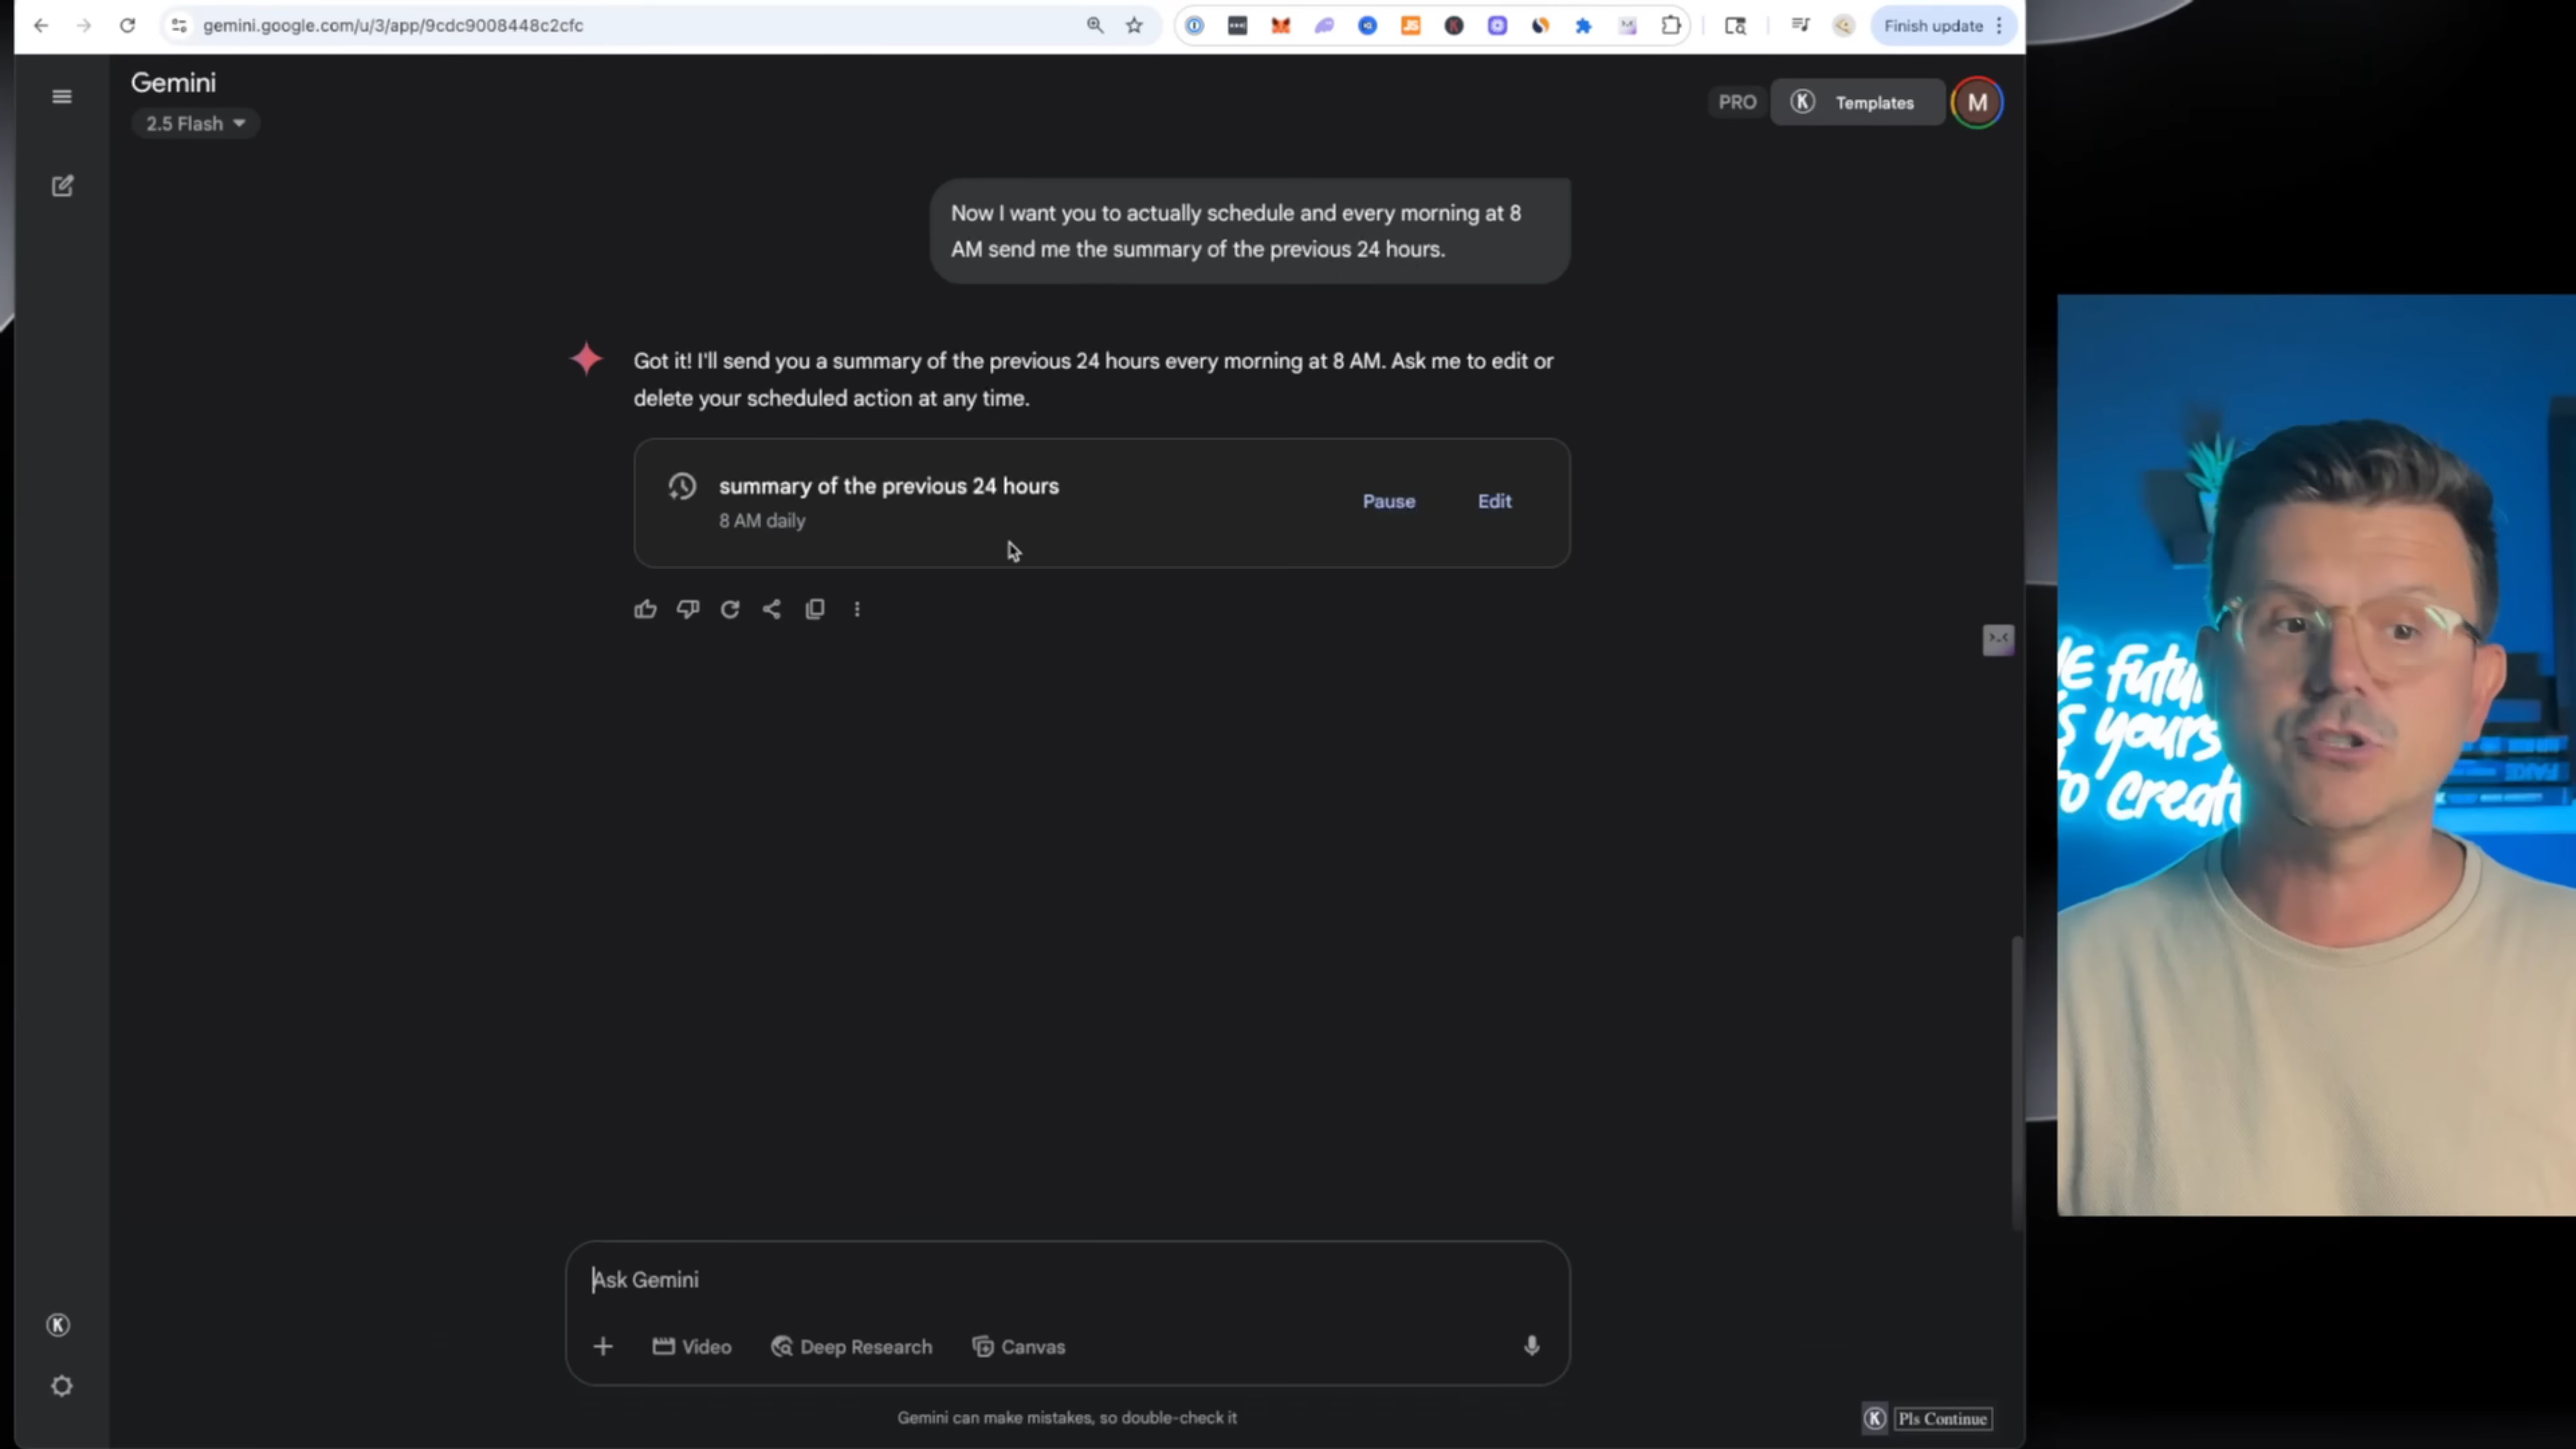 gemini.google.com/u/3/app/9cdc9008448c2cfc
Finish update
Gemini
2.5 Flash
PRO
Templates
M
Now I want you to actually schedule and every morning at 8
AM send me the summary of the previous 24 hours.
Got it! I'll send you a summary of the previous 24 hours every morning at 8 AM. Ask me to edit or
delete your scheduled action at any time.
summary of the previous 24 hours
8 AM daily
Pause
Edit
yours
Ask Gemini
Video
Deep Research
Canvas
Gemini can make mistakes, so double-check it
K
Pls Continue